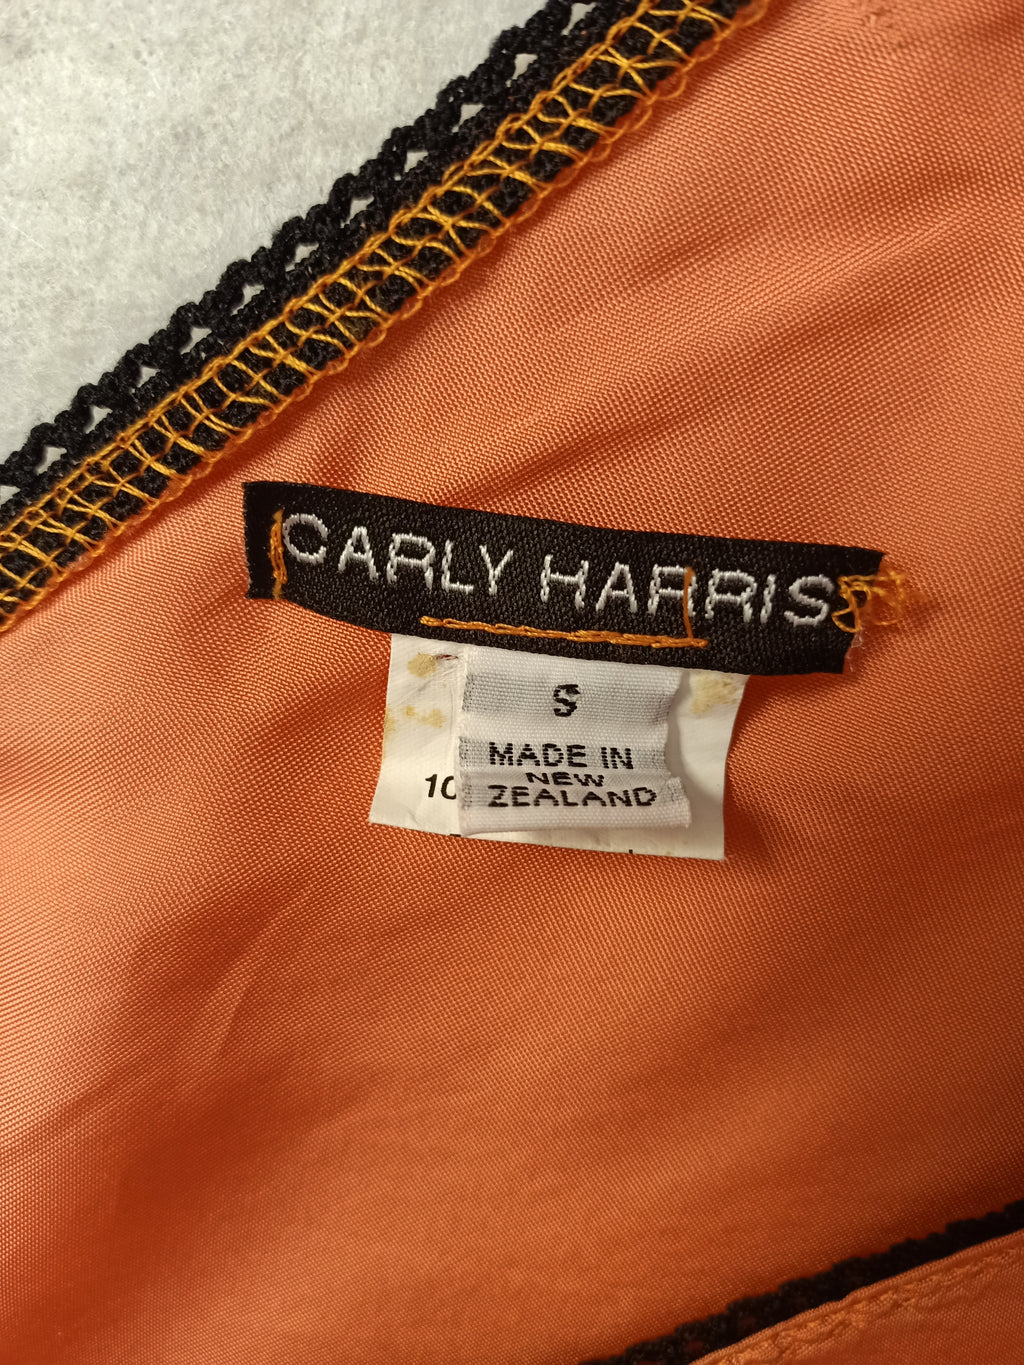 CARLY HARRIS
S
MADE IN
NEW
ZEALAND
10